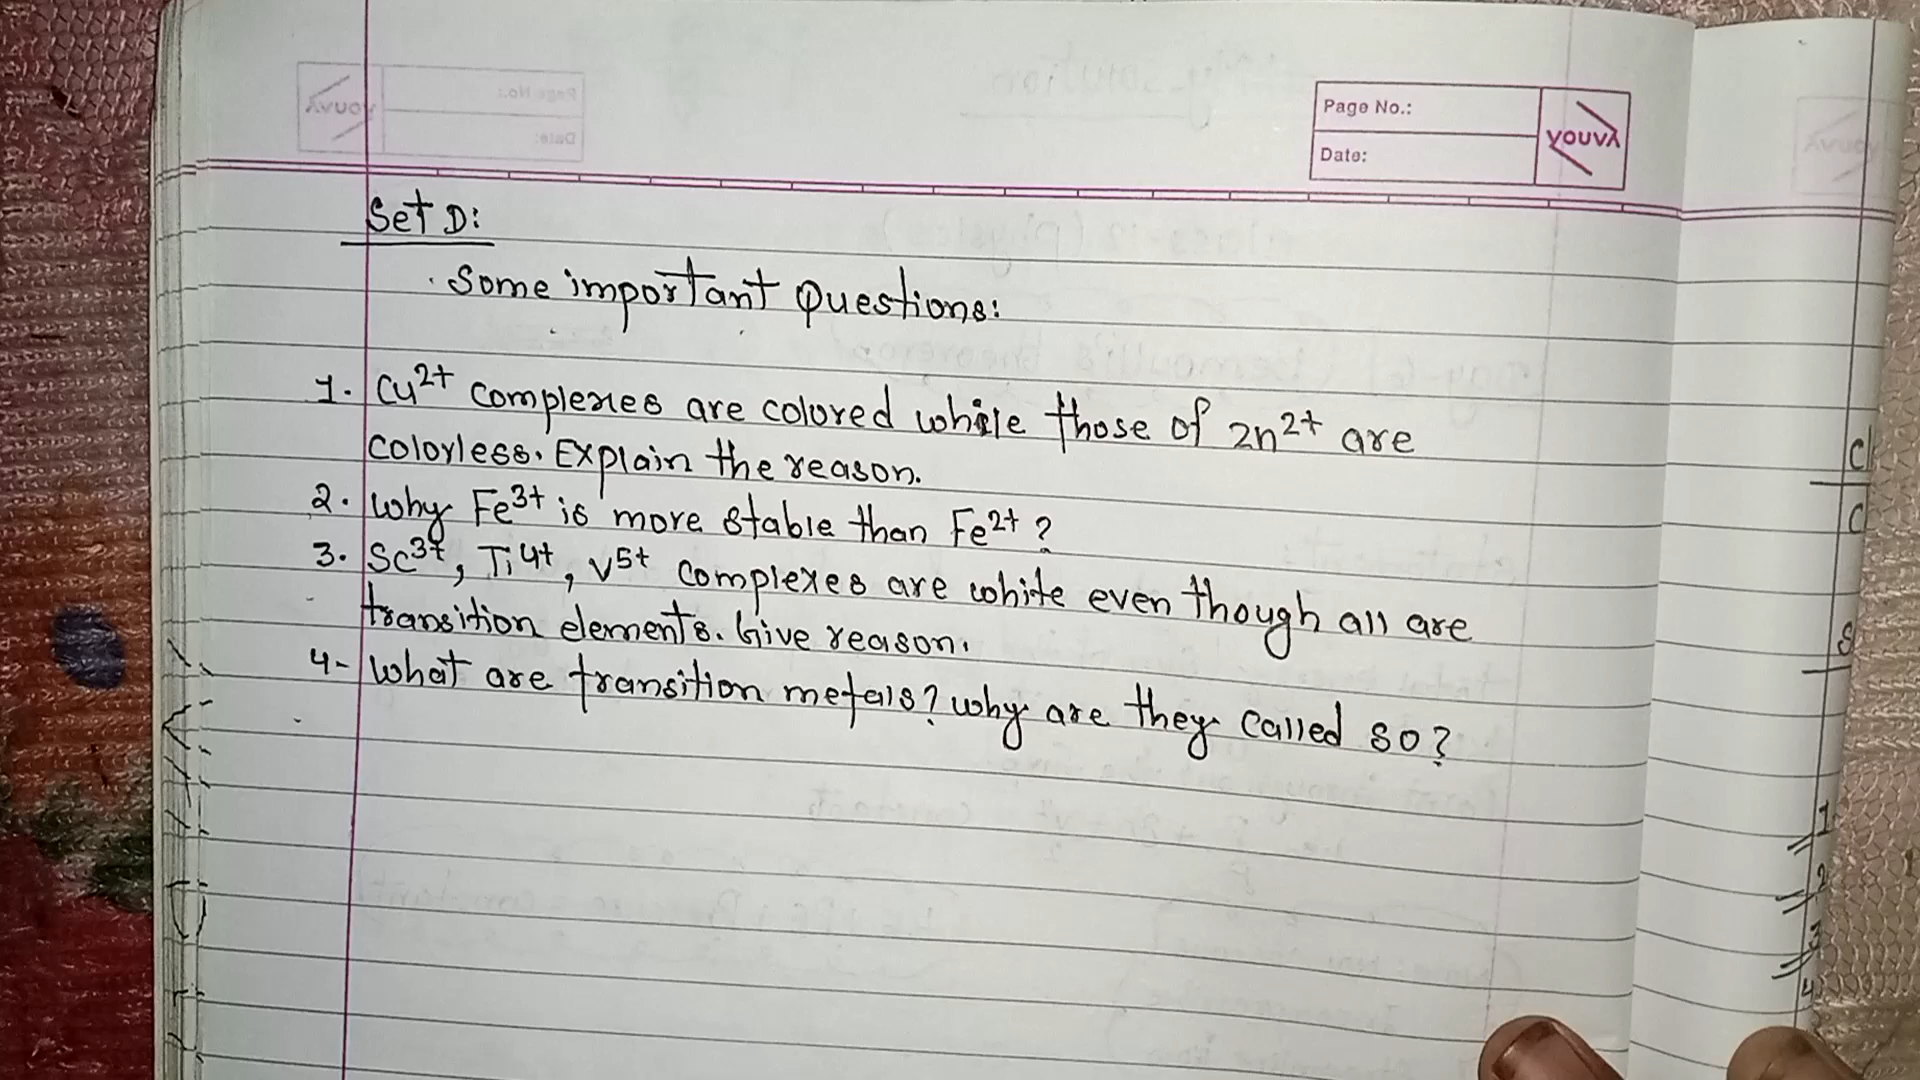 Page No.:
Date:
youva
Set D:
Some important Questions:
1. Cu²⁺ complexes are colored while those of Zn²⁺ are
colorless. Explain the reason.
2. Why Fe³⁺ is more stable than Fe²⁺?
3. Sc³⁺, Ti⁴⁺, V⁵⁺ complexes are white even though all are
transition elements. Give reason.
4- What are transition metals? why are they called so?